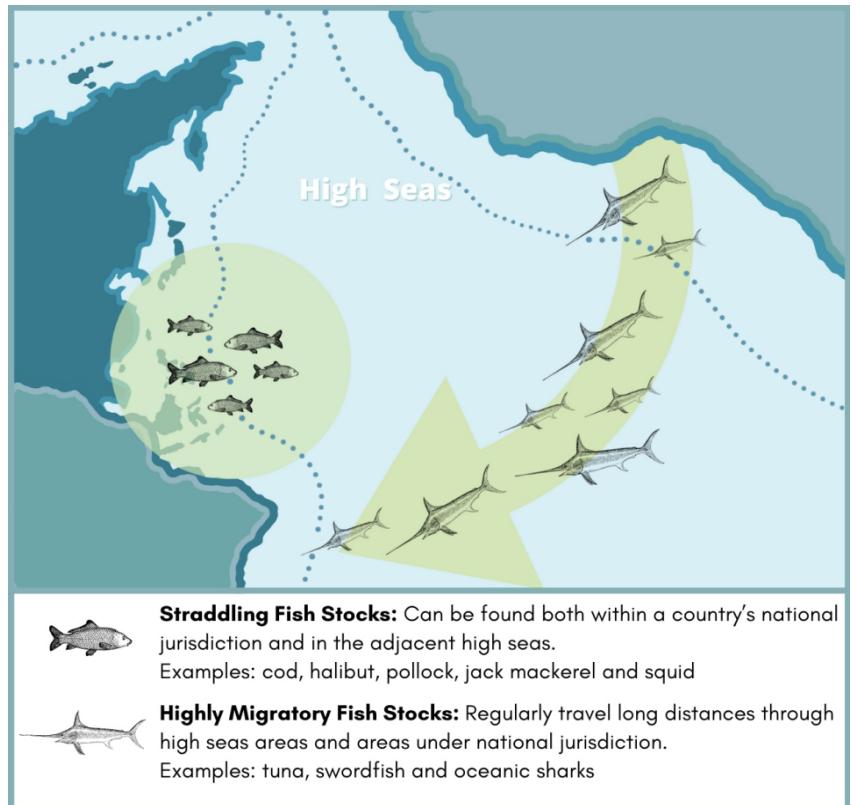 High Seas
Straddling Fish Stocks: Can be found both within a country’s national
jurisdiction and in the adjacent high seas.
Examples: cod, halibut, pollock, jack mackerel and squid
Highly Migratory Fish Stocks: Regularly travel long distances through
high seas areas and areas under national jurisdiction.
Examples: tuna, swordfish and oceanic sharks